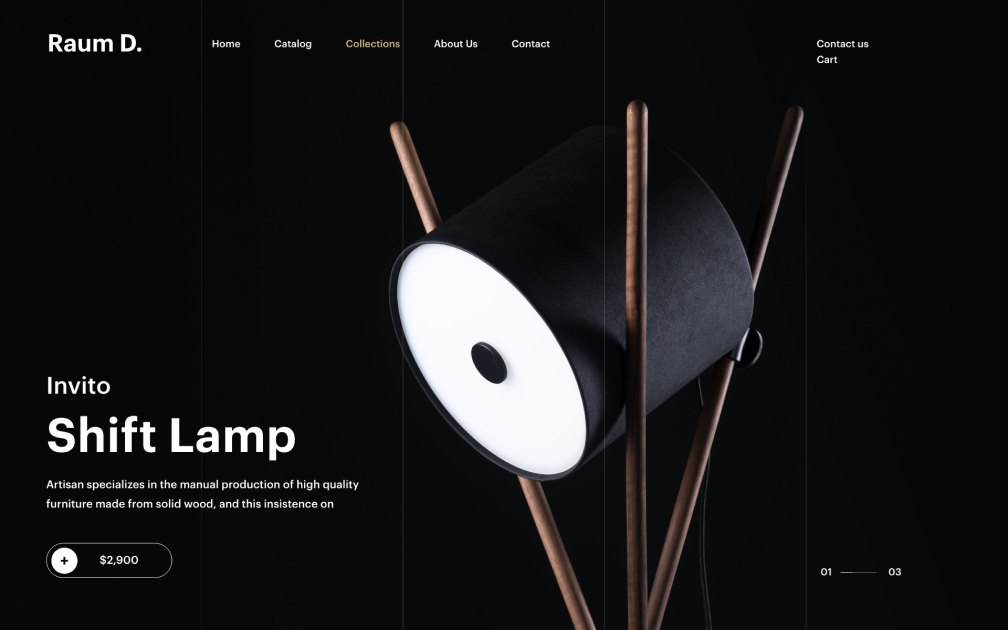 Raum D.
Home Catalog Collections About Us Contact
Contact us
Cart
Invito
Shift Lamp
Artisan specializes in the manual production of high quality
furniture made from solid wood, and this insistence on
+ $2,900
01 03